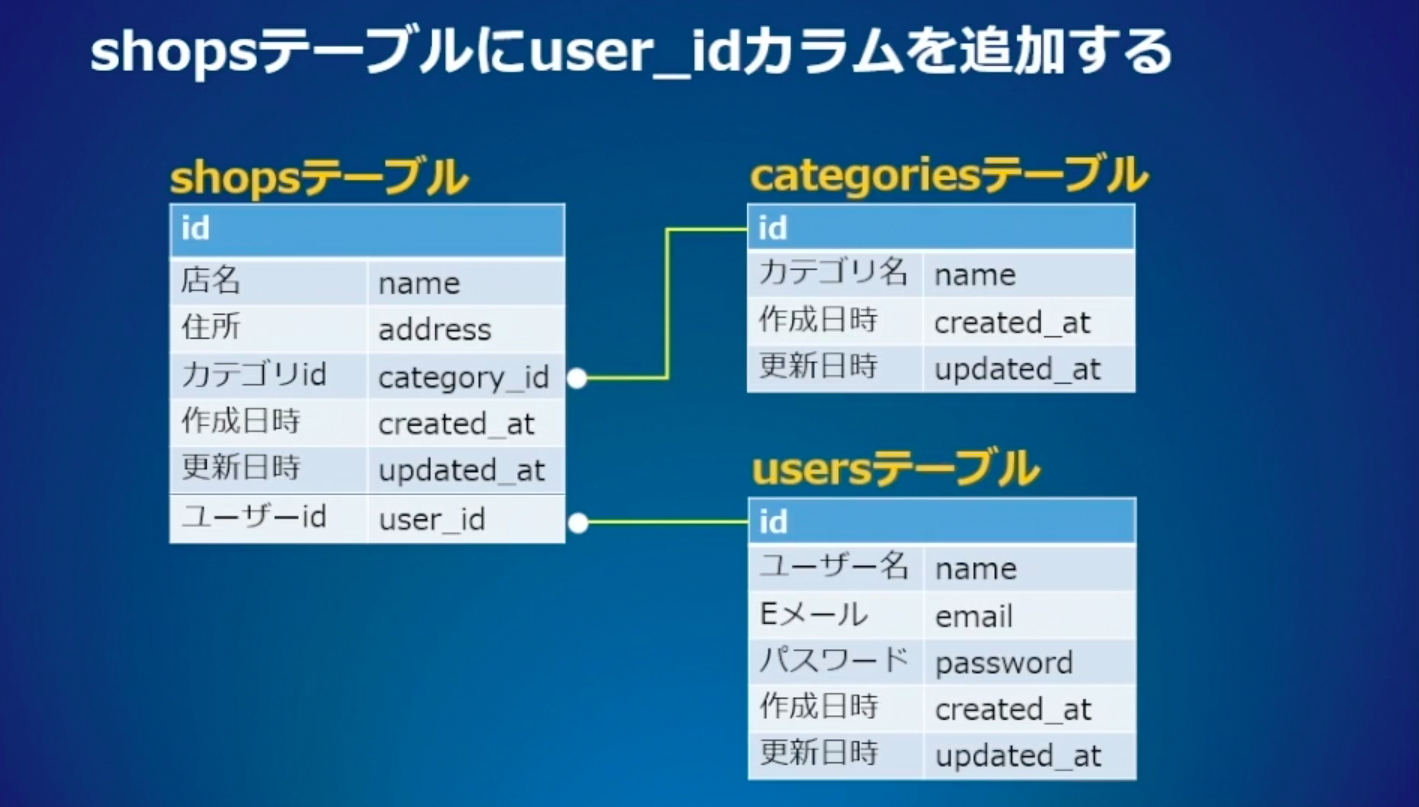 shopsテーブルにuser_idカラムを追加する
shopsテーブル
id
店名 name
住所 address
カテゴリid category_id
作成日時 created_at
更新日時 updated_at
ユーザーid user_id
categoriesテーブル
id
カテゴリ名 name
作成日時 created_at
更新日時 updated_at
usersテーブル
id
ユーザー名 name
Eメール email
パスワード password
作成日時 created_at
更新日時 updated_at